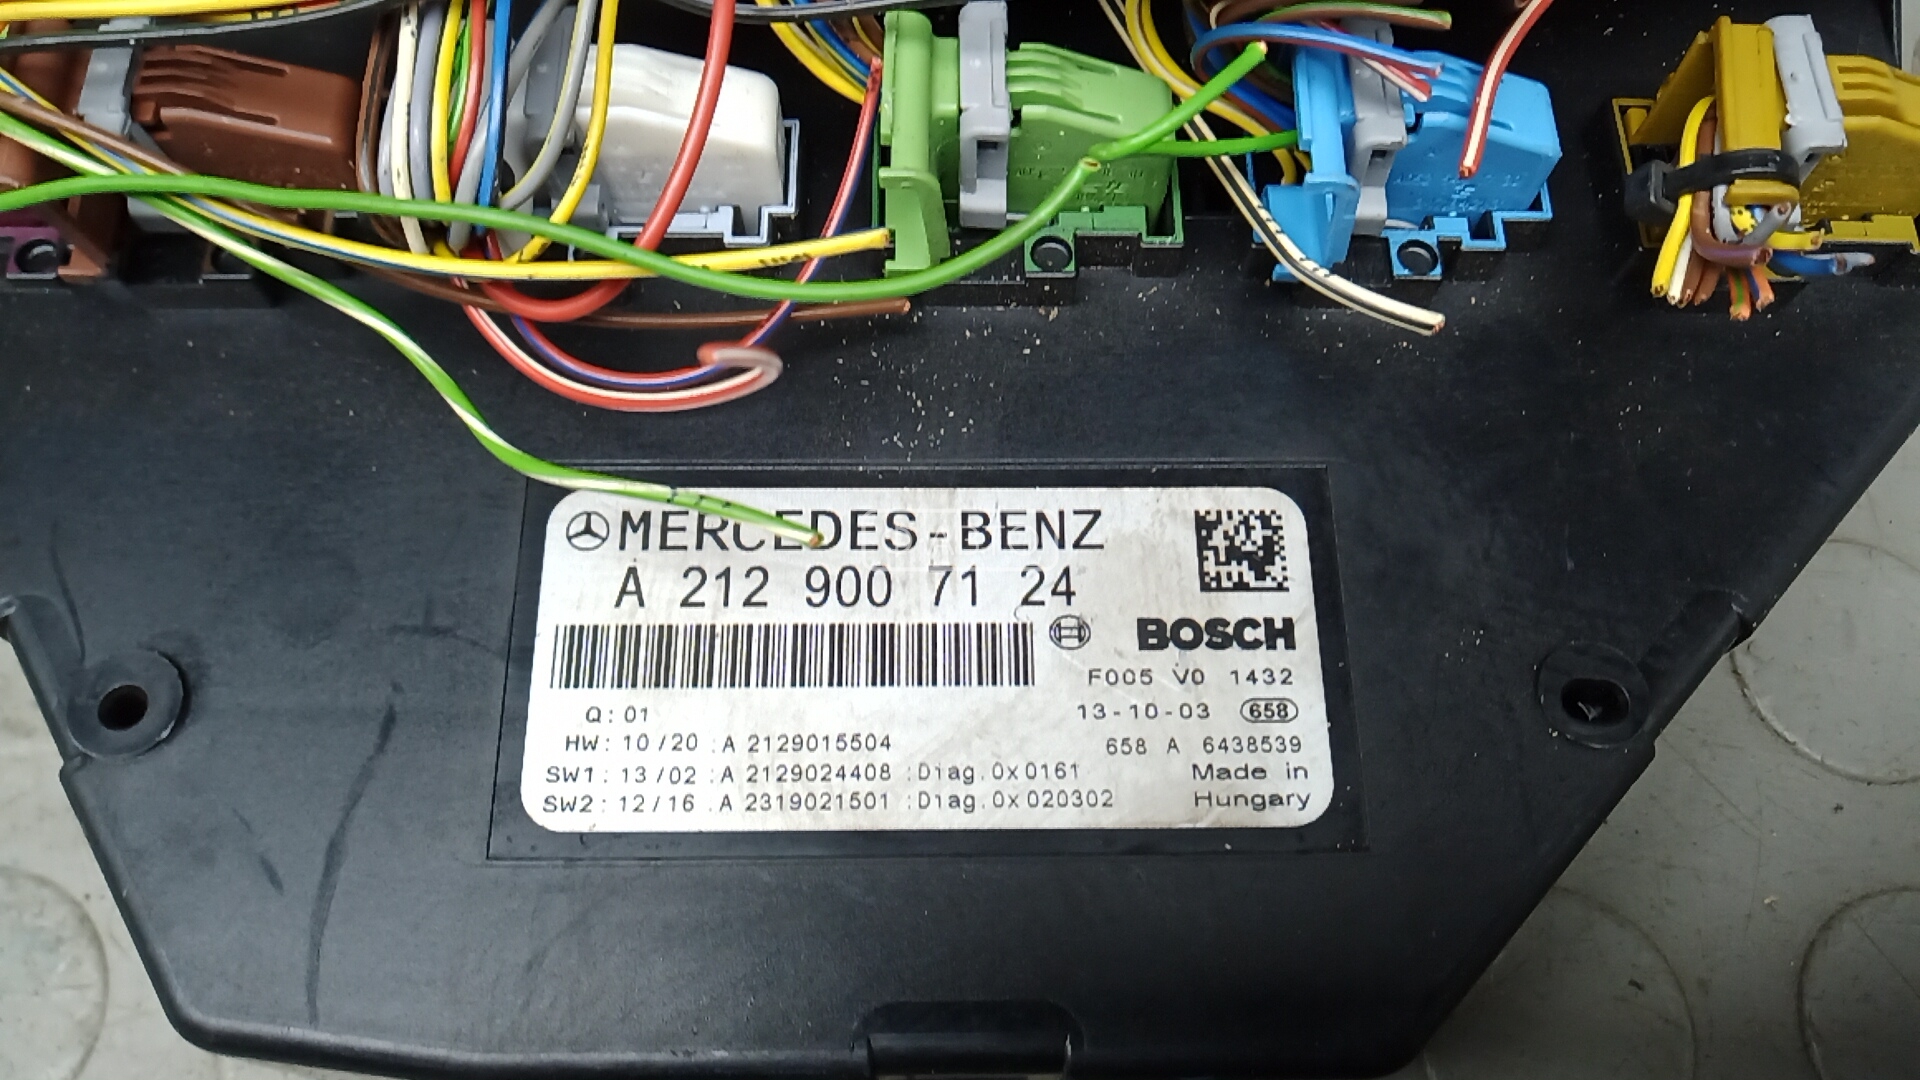 MERCEDES-BENZ
A 212 900 71 24
BOSCH
F005 V0 1432
Q: 01
13-10-03 658
HW: 10/20 :A 2129015504
658 A 6438539
SW1: 13/02 :A 2129024408 :Diag.0x0161
Made in
SW2: 12/16 :A 2319021501 :Diag.0x020302
Hungary